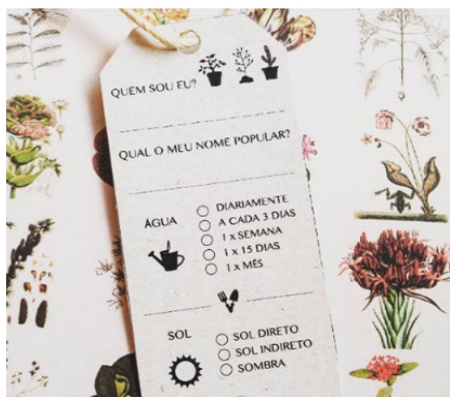 QUEM SOU EU?
QUAL O MEU NOME POPULAR?
ÁGUA
DIARIAMENTE
A CADA 3 DIAS
1 x SEMANA
1 x 15 DIAS
1 x MÊS
SOL
SOL DIRETO
SOL INDIRETO
SOMBRA